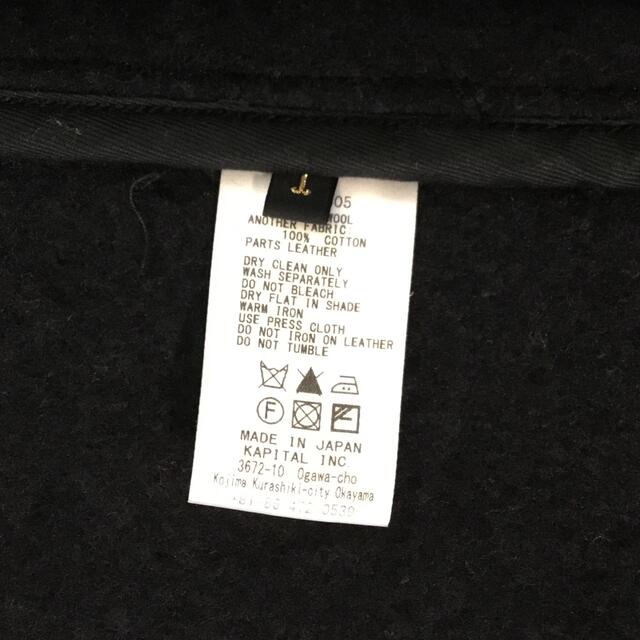 05
WOOL
ANOTHER FABRIC
100% COTTON
PARTS LEATHER
DRY CLEAN ONLY
WASH SEPARATELY
DO NOT BLEACH
DRY FLAT IN SHADE
WARM IRON
USE PRESS CLOTH
DO NOT IRON ON LEATHER
DO NOT TUMBLE
F
MADE IN JAPAN
KAPITAL INC.
3672-10 Ogawa-cho
Kojima Kurashiki-city Okayama